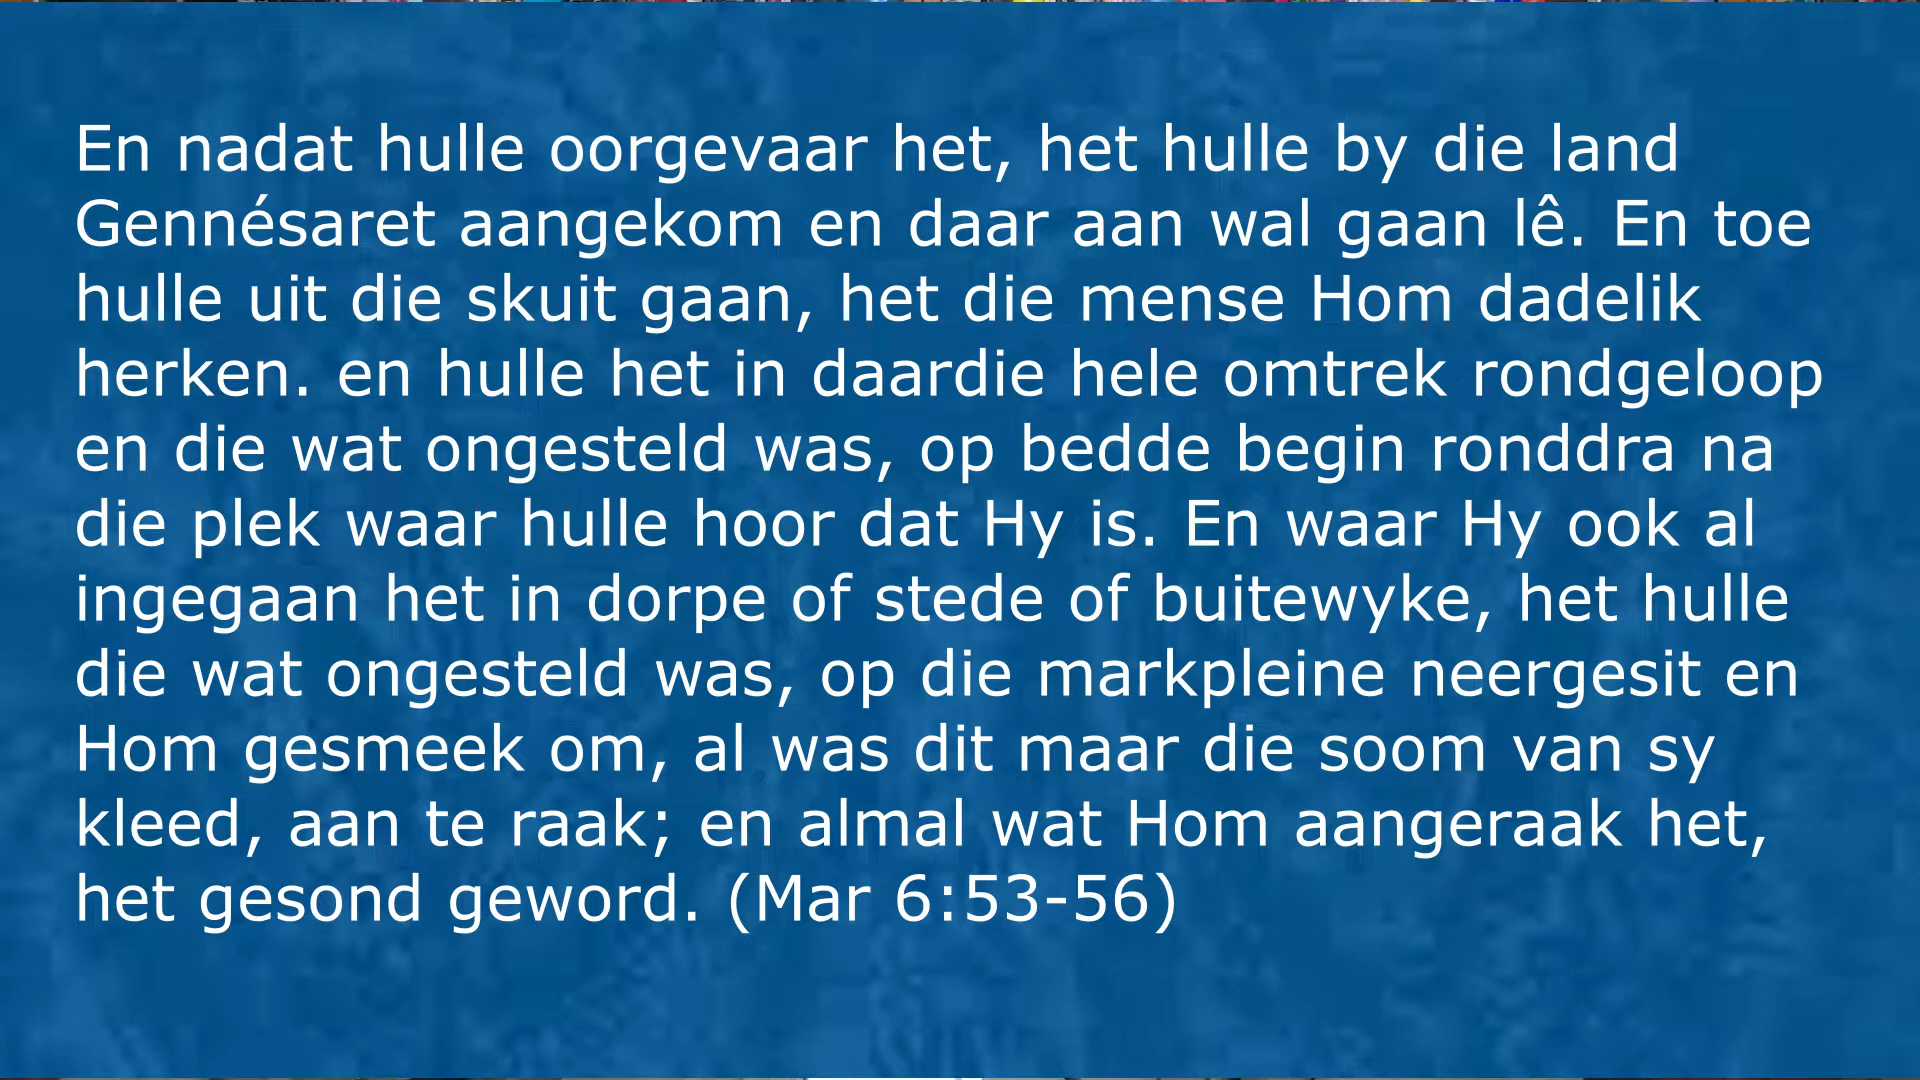 En nadat hulle oorgevaar het, het hulle by die land
Gennésaret aangekom en daar aan wal gaan lê. En toe
hulle uit die skuit gaan, het die mense Hom dadelik
herken. en hulle het in daardie hele omtrek rondgeloop
en die wat ongesteld was, op bedde begin ronddra na
die plek waar hulle hoor dat Hy is. En waar Hy ook al
ingegaan het in dorpe of stede of buitewyke, het hulle
die wat ongesteld was, op die markpleine neergesit en
Hom gesmeek om, al was dit maar die soom van sy
kleed, aan te raak; en almal wat Hom aangeraak het,
het gesond geword. (Mar 6:53-56)